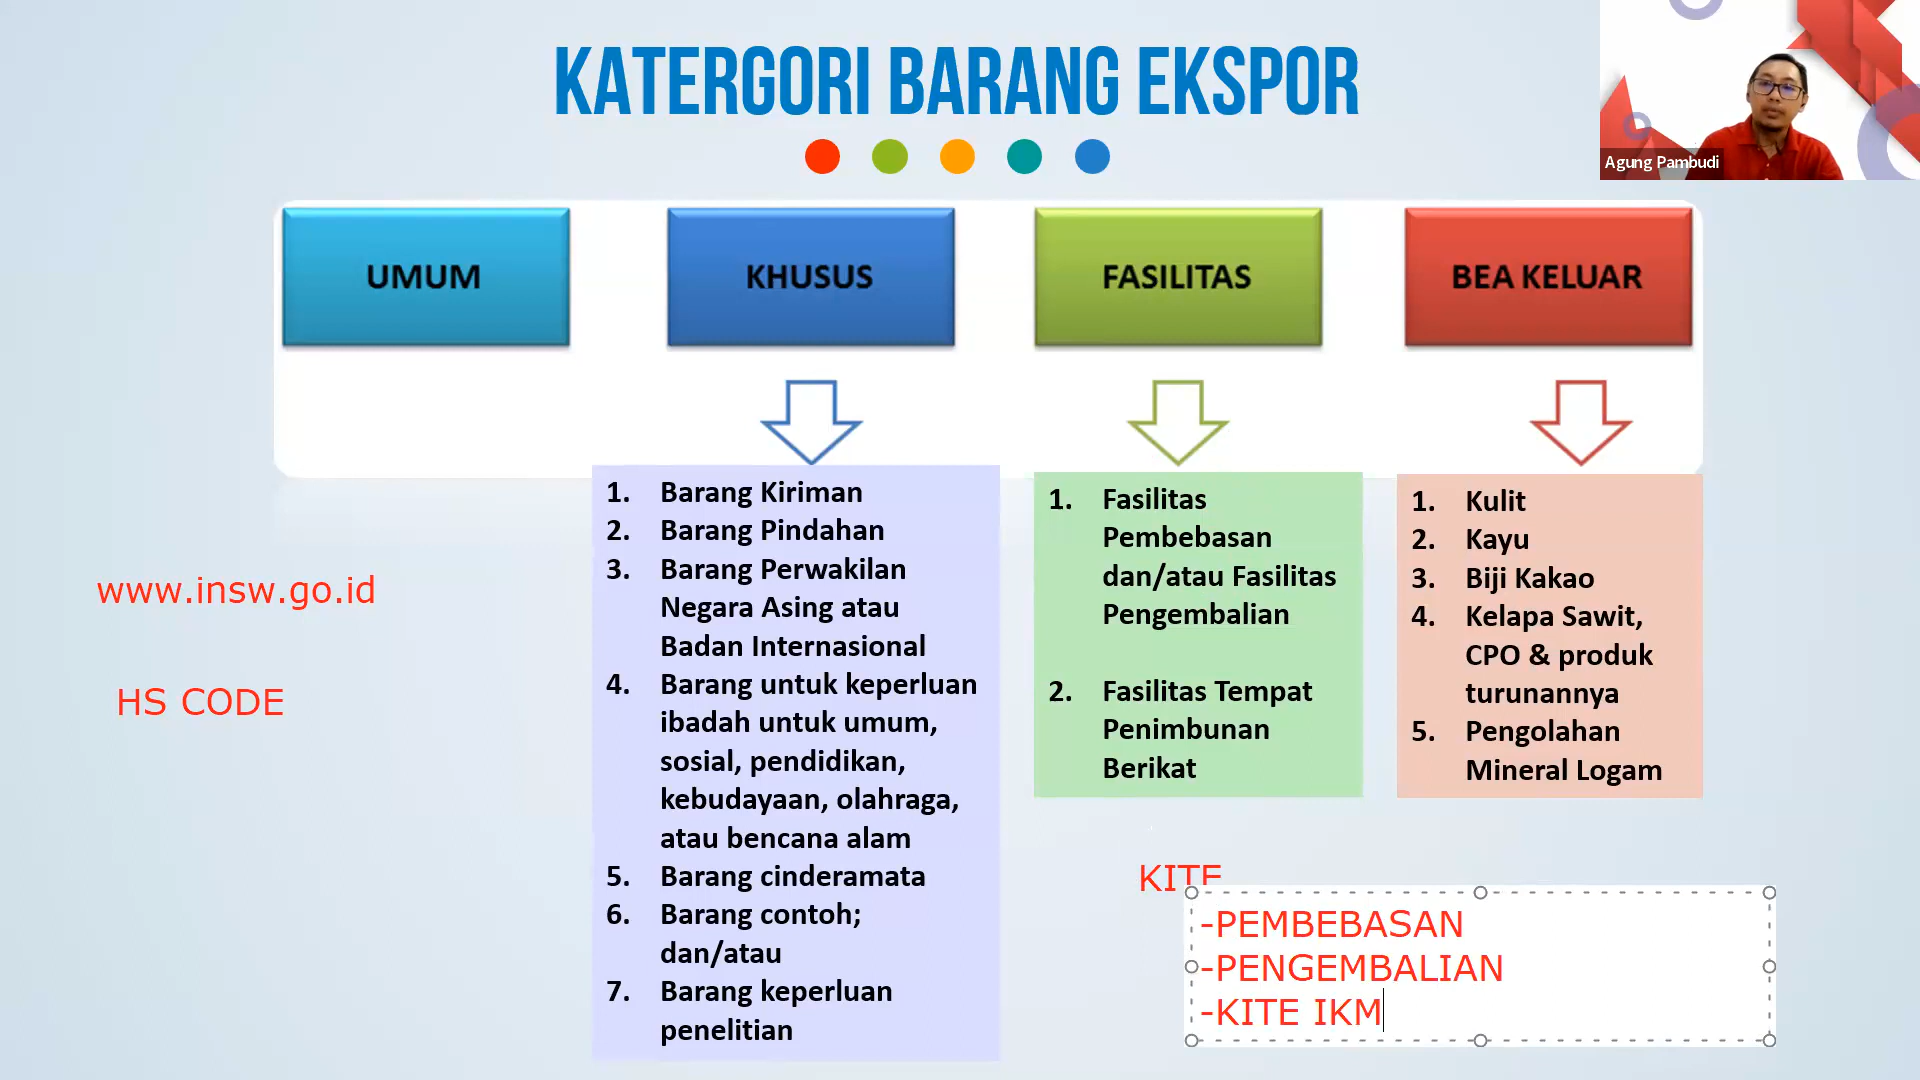 KATERGORI BARANG EKSPOR
Agung Pambudi
UMUM
KHUSUS
FASILITAS
BEA KELUAR
1. Barang Kiriman
2. Barang Pindahan
3. Barang Perwakilan
Negara Asing atau
Badan Internasional
4. Barang untuk keperluan
ibadah untuk umum,
sosial, pendidikan,
kebudayaan, olahraga,
atau bencana alam
5. Barang cinderamata
6. Barang contoh;
dan/atau
7. Barang keperluan
penelitian
1. Fasilitas
Pembebasan
dan/atau Fasilitas
Pengembalian
2. Fasilitas Tempat
Penimbunan
Berikat
1. Kulit
2. Kayu
3. Biji Kakao
4. Kelapa Sawit,
CPO & produk
turunannya
5. Pengolahan
Mineral Logam
www.insw.go.id
HS CODE
KITE
-PEMBEBASAN
-PENGEMBALIAN
-KITE IKM